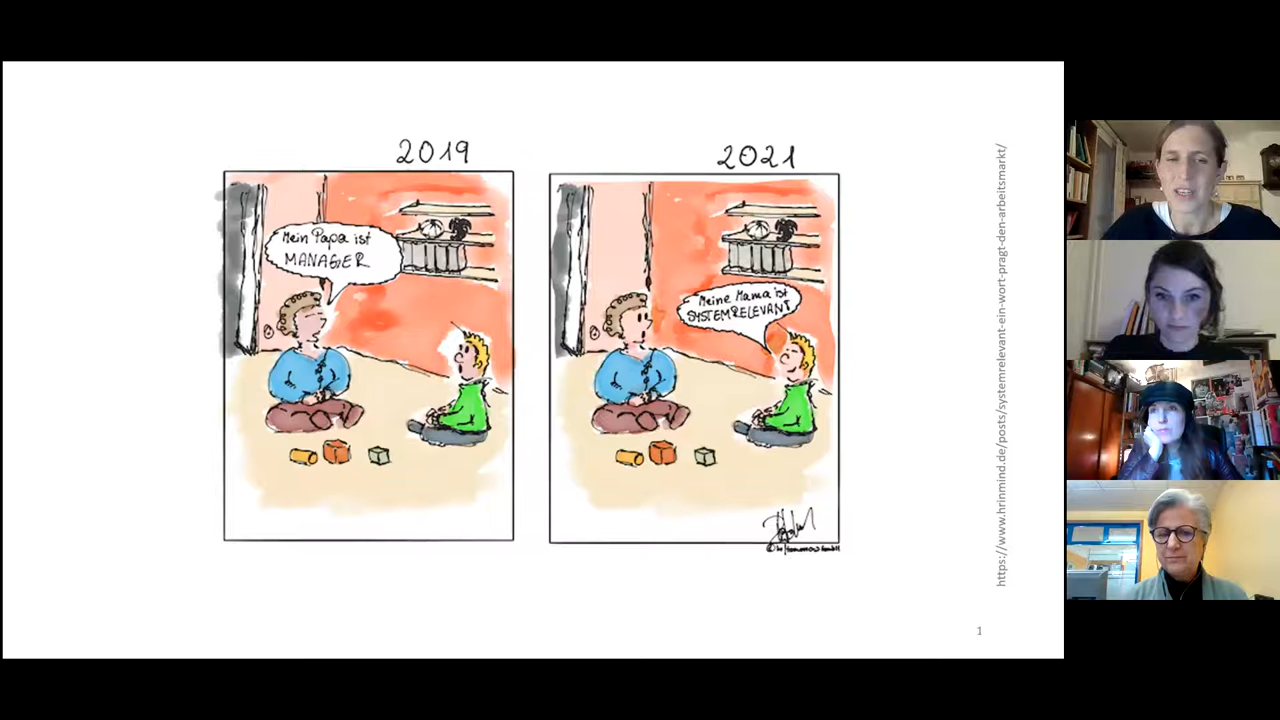 2019
Mein Papa ist
MANAGER
2021
Meine Mama ist
SYSTEMRELEVANT
https://www.hrinmind.de/posts/systemrelevant-ein-wort-pragt-den-arbeitsmarkt/
1